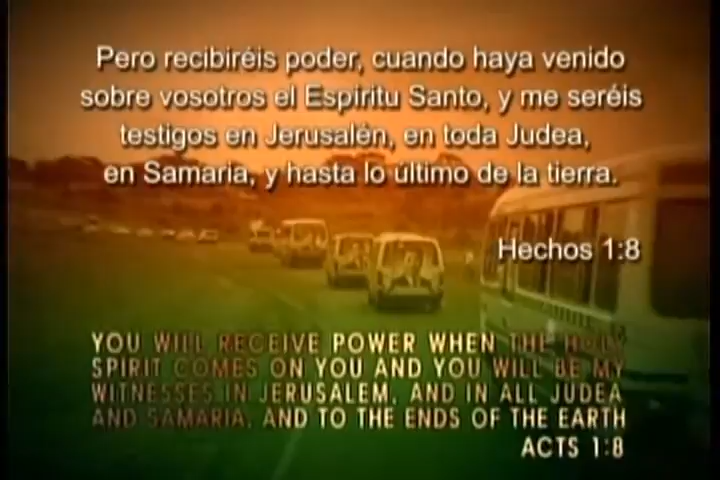 Pero recibiréis poder, cuando haya venido
sobre vosotros el Espíritu Santo, y me seréis
testigos en Jerusalén, en toda Judea,
en Samaria, y hasta lo último de la tierra.
Hechos 1:8
YOU WILL RECEIVE POWER WHEN THE HOLY
SPIRIT COMES ON YOU AND YOU WILL BE MY
WITNESSES IN JERUSALEM, AND IN ALL JUDEA
AND SAMARIA, AND TO THE ENDS OF THE EARTH
ACTS 1:8